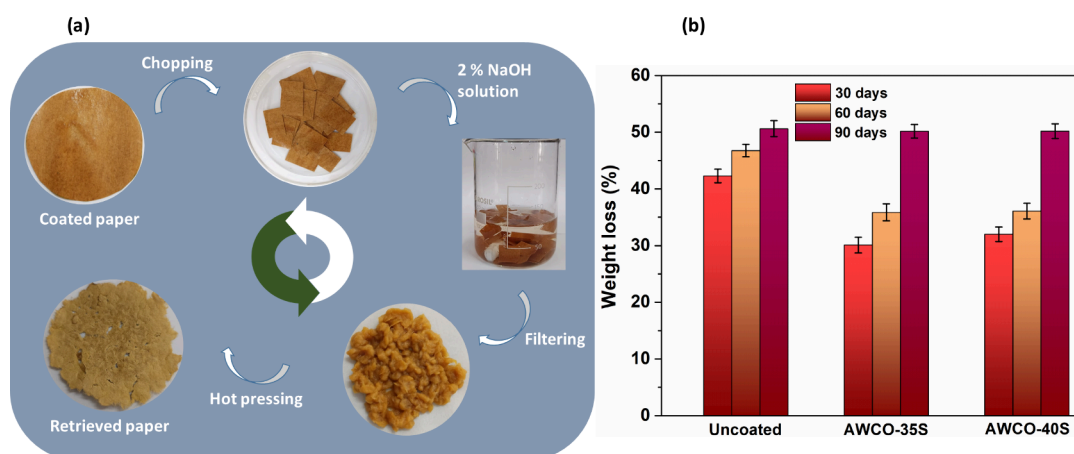 (a)
Chopping
2 % NaOH
solution
Coated paper
Filtering
Hot pressing
Retrieved paper
(b)
Weight loss (%)
60
50
40
30
20
10
0
30 days
60 days
90 days
Uncoated
AWCO-35S
AWCO-40S